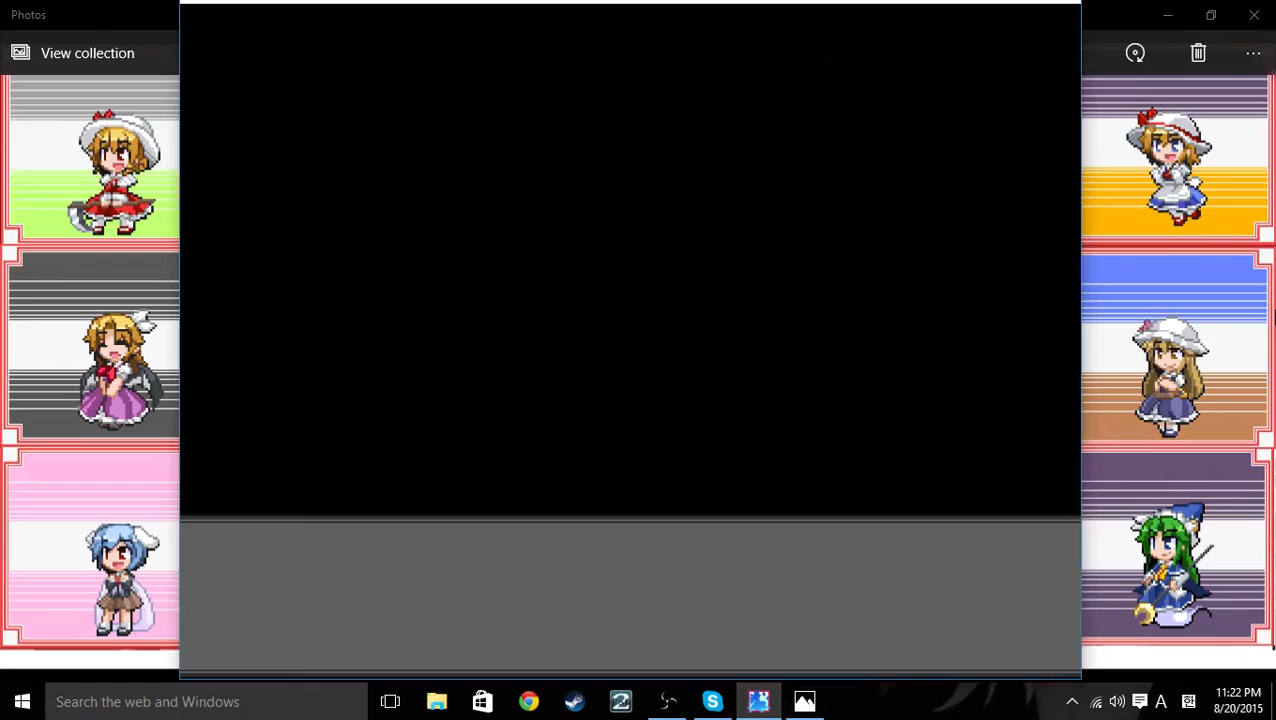 Photos
View collection
Search the web and Windows
A
11:22 PM
8/20/2015